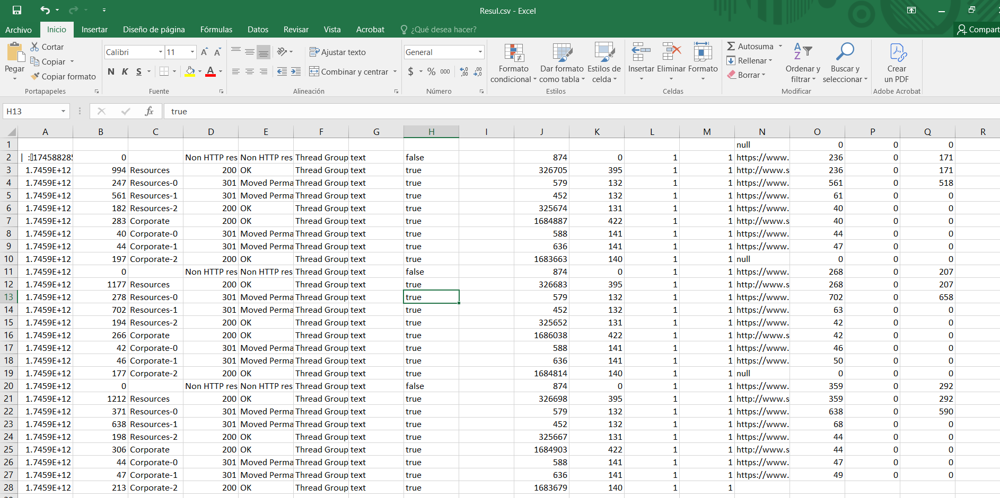 Resul.csv - Excel
Archivo Inicio Insertar Diseño de página Fórmulas Datos Revisar Vista Acrobat ¿Qué desea hacer? Compart
Pegar
Cortar
Copiar
Copiar formato
Portapapeles
Calibri 11
N K S A
Fuente
Ajustar texto
Combinar y centrar
Alineación
General
$ % 000
Número
Formato condicional
Dar formato como tabla
Estilos de celda
Estilos
Insertar Eliminar Formato
Celdas
Autosuma
Rellenar
Borrar
Ordenar y filtrar
Buscar y seleccionar
Modificar
Crear un PDF
Adobe Acrobat
H13 fx true
A B C D E F G H I J K L M N O P Q R
1 null 0 0 0
2 | :174588285 0 Non HTTP res Non HTTP res Thread Group text false 874 0 1 1 https://www. 236 0 171
3 1.7459E+12 994 Resources 200 OK Thread Group text true 326705 395 1 1 http://www.s 236 0 171
4 1.7459E+12 247 Resources-0 301 Moved Perma Thread Group text true 579 132 1 1 https://www. 561 0 518
5 1.7459E+12 561 Resources-1 301 Moved Perma Thread Group text true 452 132 1 1 https://www. 61 0 0
6 1.7459E+12 182 Resources-2 200 OK Thread Group text true 325674 131 1 1 https://www. 40 0 0
7 1.7459E+12 283 Corporate 200 OK Thread Group text true 1684887 422 1 1 http://www.s 40 0 0
8 1.7459E+12 40 Corporate-0 301 Moved Perma Thread Group text true 588 141 1 1 https://www. 44 0 0
9 1.7459E+12 44 Corporate-1 301 Moved Perma Thread Group text true 636 141 1 1 https://www. 47 0 0
10 1.7459E+12 197 Corporate-2 200 OK Thread Group text true 1683663 140 1 1 null 0 0 0
11 1.7459E+12 0 Non HTTP res Non HTTP res Thread Group text false 874 0 1 1 https://www. 268 0 207
12 1.7459E+12 1177 Resources 200 OK Thread Group text true 326683 395 1 1 http://www.s 268 0 207
13 1.7459E+12 278 Resources-0 301 Moved Perma Thread Group text true 579 132 1 1 https://www. 702 0 658
14 1.7459E+12 702 Resources-1 301 Moved Perma Thread Group text true 452 132 1 1 https://www. 63 0 0
15 1.7459E+12 194 Resources-2 200 OK Thread Group text true 325652 131 1 1 https://www. 42 0 0
16 1.7459E+12 266 Corporate 200 OK Thread Group text true 1686038 422 1 1 http://www.s 42 0 0
17 1.7459E+12 42 Corporate-0 301 Moved Perma Thread Group text true 588 141 1 1 https://www. 46 0 0
18 1.7459E+12 46 Corporate-1 301 Moved Perma Thread Group text true 636 141 1 1 https://www. 50 0 0
19 1.7459E+12 177 Corporate-2 200 OK Thread Group text true 1684814 140 1 1 null 0 0 0
20 1.7459E+12 0 Non HTTP res Non HTTP res Thread Group text false 874 0 1 1 https://www. 359 0 292
21 1.7459E+12 1212 Resources 200 OK Thread Group text true 326698 395 1 1 http://www.s 359 0 292
22 1.7459E+12 371 Resources-0 301 Moved Perma Thread Group text true 579 132 1 1 https://www. 638 0 590
23 1.7459E+12 638 Resources-1 301 Moved Perma Thread Group text true 452 132 1 1 https://www. 68 0 0
24 1.7459E+12 198 Resources-2 200 OK Thread Group text true 325667 131 1 1 https://www. 44 0 0
25 1.7459E+12 306 Corporate 200 OK Thread Group text true 1684903 422 1 1 http://www.s 44 0 0
26 1.7459E+12 44 Corporate-0 301 Moved Perma Thread Group text true 588 141 1 1 https://www. 47 0 0
27 1.7459E+12 47 Corporate-1 301 Moved Perma Thread Group text true 636 141 1 1 https://www. 49 0 0
28 1.7459E+12 213 Corporate-2 200 OK Thread Group text true 1683679 140 1 1